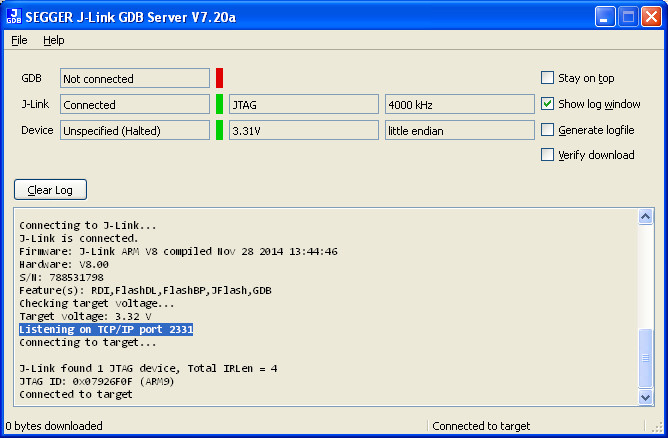 J
GDB
SEGGER J-Link GDB Server V7.20a
File Help
GDB Not connected Stay on top
J-Link Connected JTAG 4000 kHz Show log window
Device Unspecified (Halted) 3.31V little endian Generate logfile
Verify download
Clear Log
Connecting to J-Link...
J-Link is connected.
Firmware: J-Link ARM V8 compiled Nov 28 2014 13:44:46
Hardware: V8.00
S/N: 788531798
Feature(s): RDI,FlashDL,FlashBP,JFlash,GDB
Checking target voltage...
Target voltage: 3.32 V
Listening on TCP/IP port 2331
Connecting to target...
J-Link found 1 JTAG device, Total IRLen = 4
JTAG ID: 0x07926F0F (ARM9)
Connected to target
0 bytes downloaded Connected to target